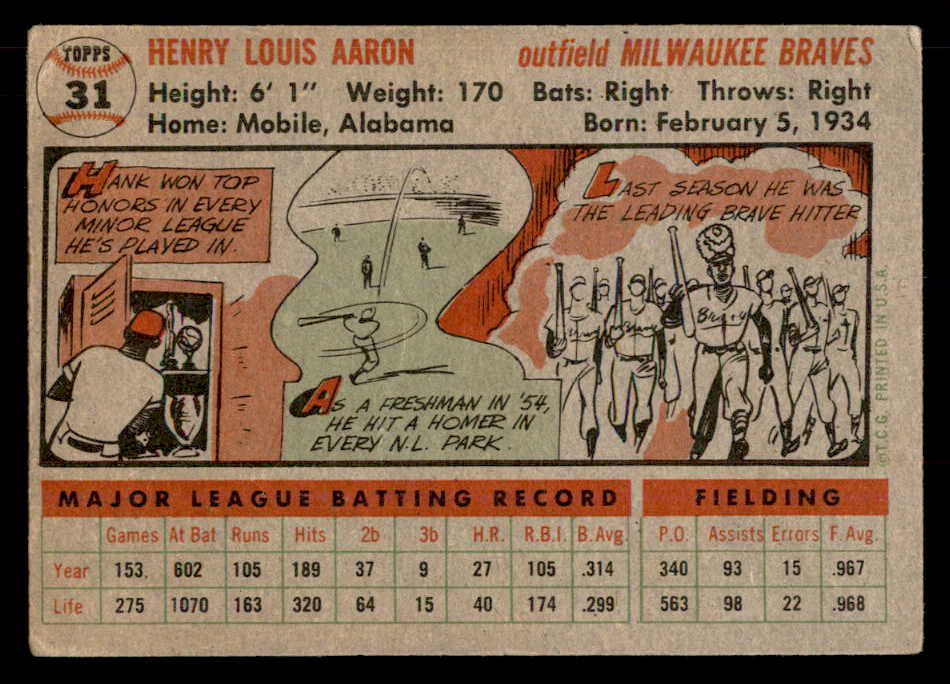 TOPPS
31
HENRY LOUIS AARON outfield MILWAUKEE BRAVES
Height: 6' 1" Weight: 170 Bats: Right Throws: Right
Home: Mobile, Alabama Born: February 5, 1934
HANK WON TOP
HONORS IN EVERY
MINOR LEAGUE
HE'S PLAYED IN.
AS A FRESHMAN IN '54,
HE HIT A HOMER IN
EVERY N.L. PARK.
LAST SEASON HE WAS
THE LEADING BRAVE HITTER
Braves
©T.C.G. PRINTED IN U.S.A.
MAJOR LEAGUE BATTING RECORD FIELDING
Games At Bat Runs Hits 2b 3b H.R. R.B.I. B.Avg. P.O. Assists Errors F.Avg.
Year 153 602 105 189 37 9 27 105 .314 340 93 15 .967
Life 275 1070 163 320 64 15 40 174 .299 563 98 22 .968